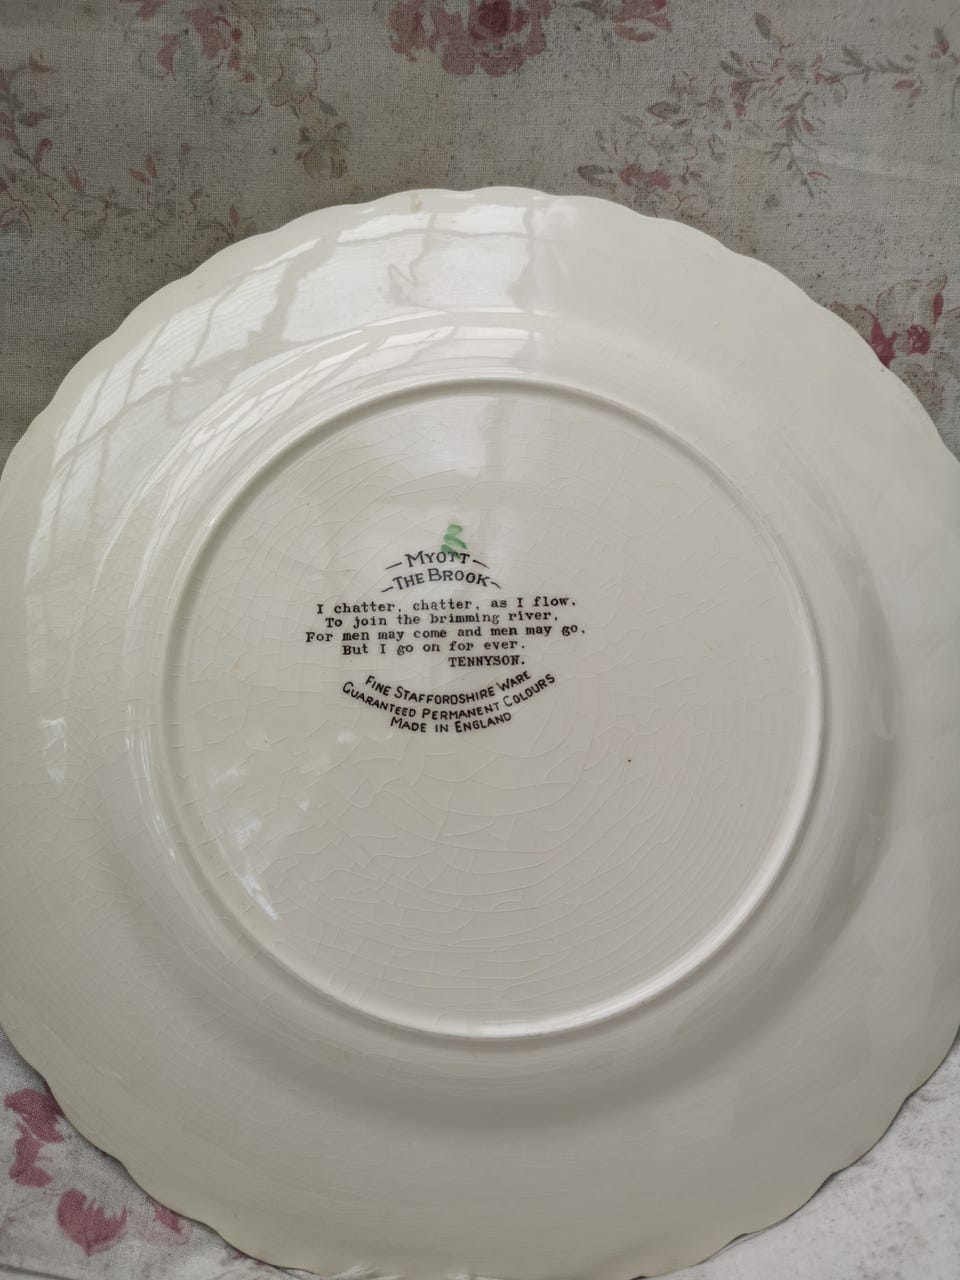 MYOTT
THE BROOK
I chatter, chatter, as I flow,
To join the brimming river,
For men may come and men may go,
But I go on for ever.
TENNYSON.
FINE STAFFORDSHIRE WARE
GUARANTEED PERMANENT COLOURS
MADE IN ENGLAND